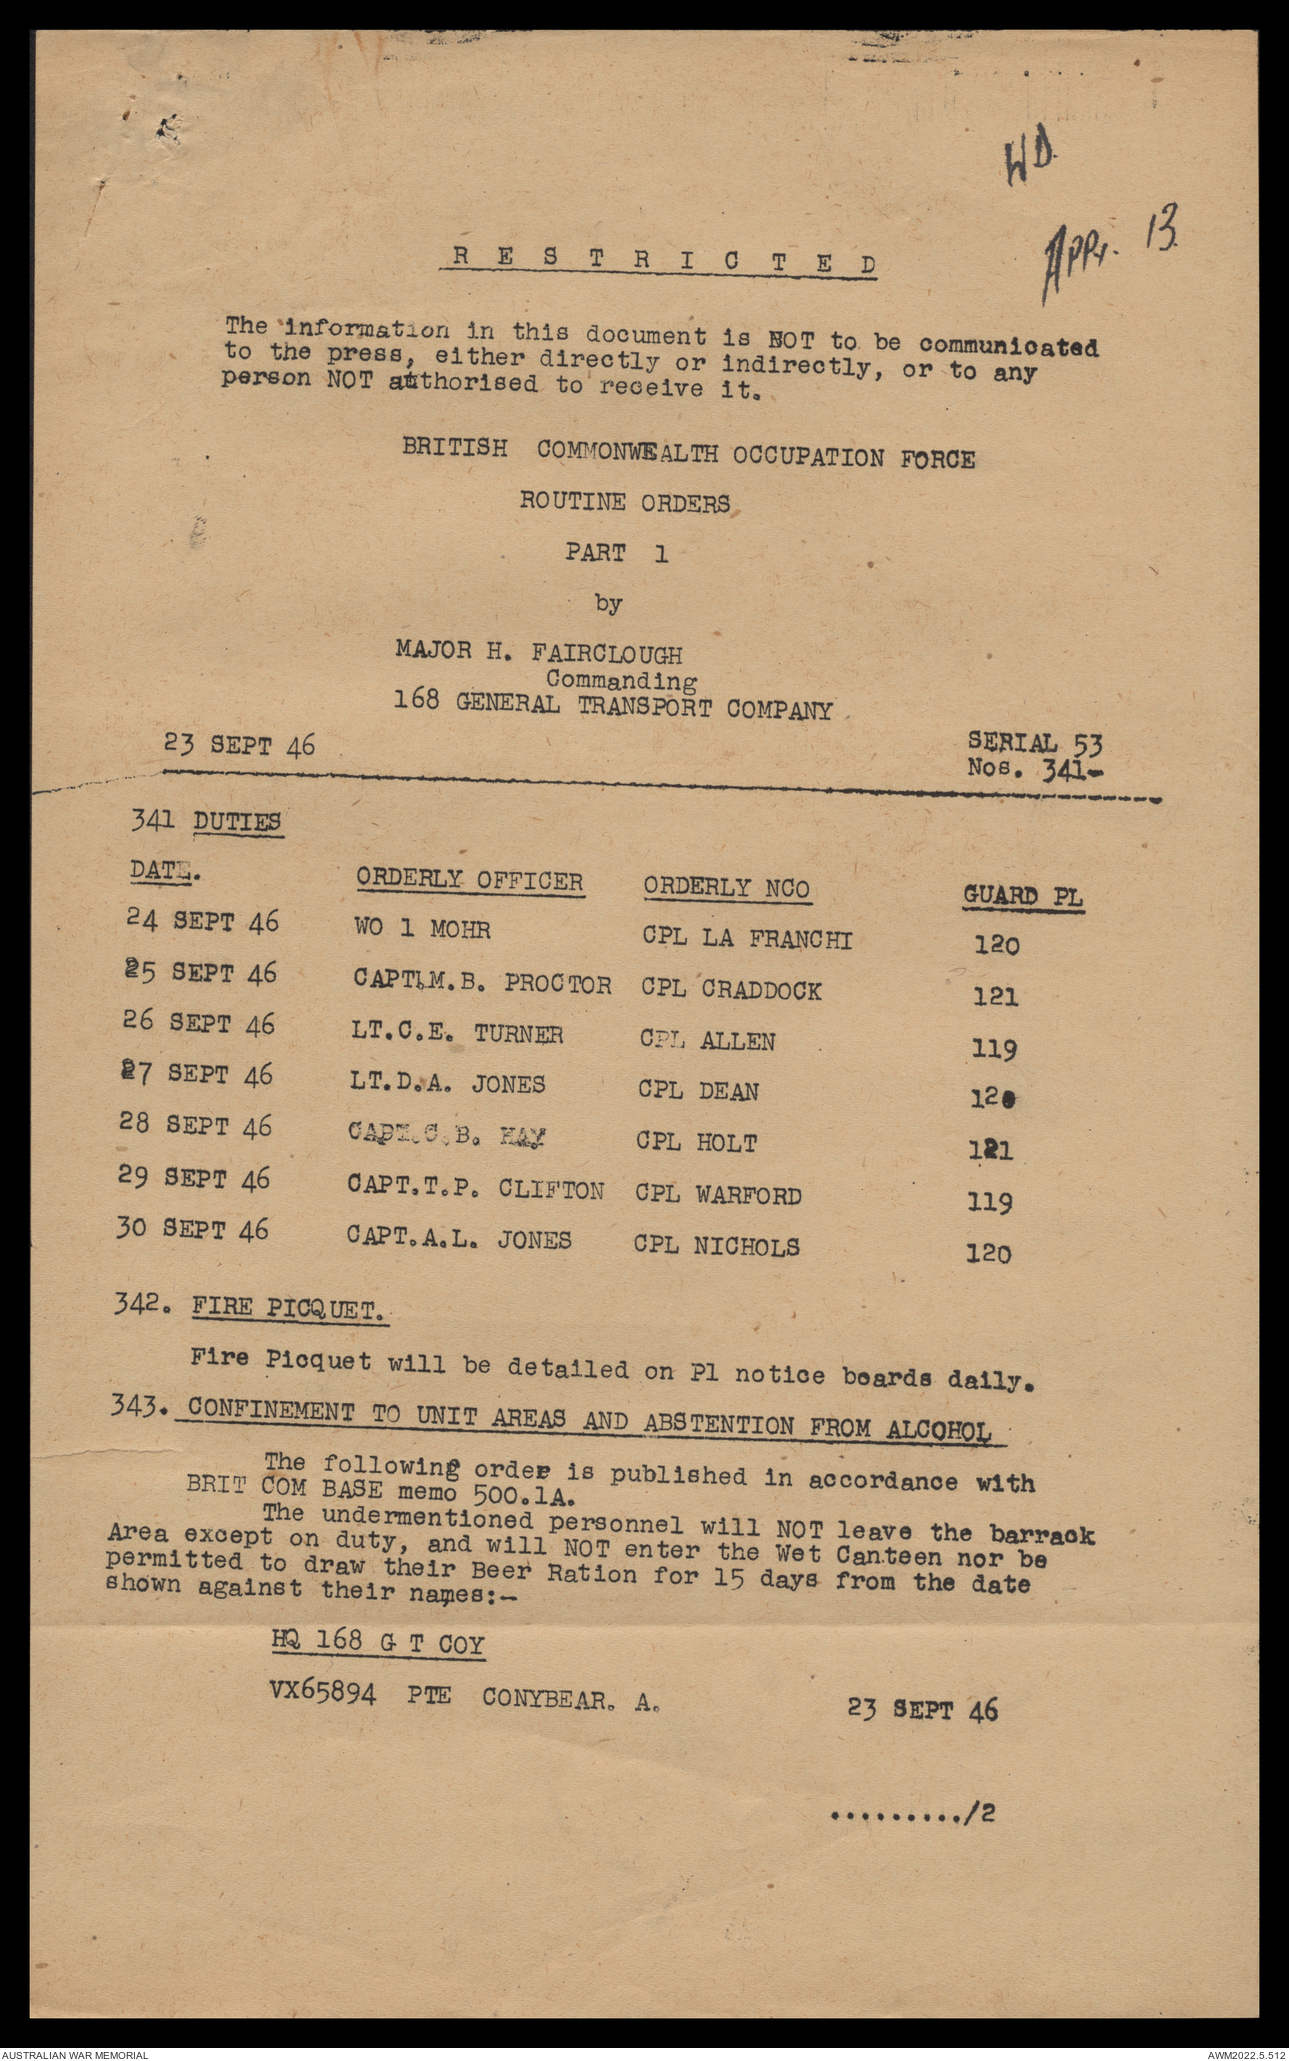 WD.
Appx. 13.
R E S T R I C T E D
The information in this document is NOT to be communicated
to the press, either directly or indirectly, or to any
person NOT authorised to receive it.
BRITISH COMMONWEALTH OCCUPATION FORCE
ROUTINE ORDERS
PART 1
by
MAJOR H. FAIRCLOUGH
Commanding
168 GENERAL TRANSPORT COMPANY
23 SEPT 46 SERIAL 53
Nos. 341-
341 DUTIES
DATE. ORDERLY OFFICER ORDERLY NCO GUARD PL
24 SEPT 46 WO 1 MOHR CPL LA FRANCHI 120
25 SEPT 46 CAPT.M.B. PROCTOR CPL CRADDOCK 121
26 SEPT 46 LT.C.E. TURNER CPL ALLEN 119
27 SEPT 46 LT.D.A. JONES CPL DEAN 120
28 SEPT 46 CAPT.C.B. HAY CPL HOLT 121
29 SEPT 46 CAPT.T.P. CLIFTON CPL WARFORD 119
30 SEPT 46 CAPT.A.L. JONES CPL NICHOLS 120
342. FIRE PICQUET.
Fire Picquet will be detailed on Pl notice boards daily.
343. CONFINEMENT TO UNIT AREAS AND ABSTENTION FROM ALCOHOL
The following order is published in accordance with
BRIT COM BASE memo 500.1A.
The undermentioned personnel will NOT leave the barrack
Area except on duty, and will NOT enter the Wet Canteen nor be
permitted to draw their Beer Ration for 15 days from the date
shown against their names:-
HQ 168 G T COY
VX65894 PTE CONYBEAR. A. 23 SEPT 46
........./2
AUSTRALIAN WAR MEMORIAL AWM2022.5.512